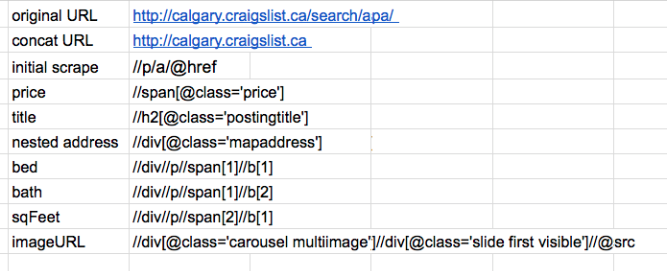 original URL http://calgary.craigslist.ca/search/apa/
concat URL http://calgary.craigslist.ca
initial scrape //p/a/@href
price //span[@class='price']
title //h2[@class='postingtitle']
nested address //div[@class='mapaddress']
bed //div//p//span[1]//b[1]
bath //div//p//span[1]//b[2]
sqFeet //div//p//span[2]//b[1]
imageURL //div[@class='carousel multiimage']//div[@class='slide first visible']//@src